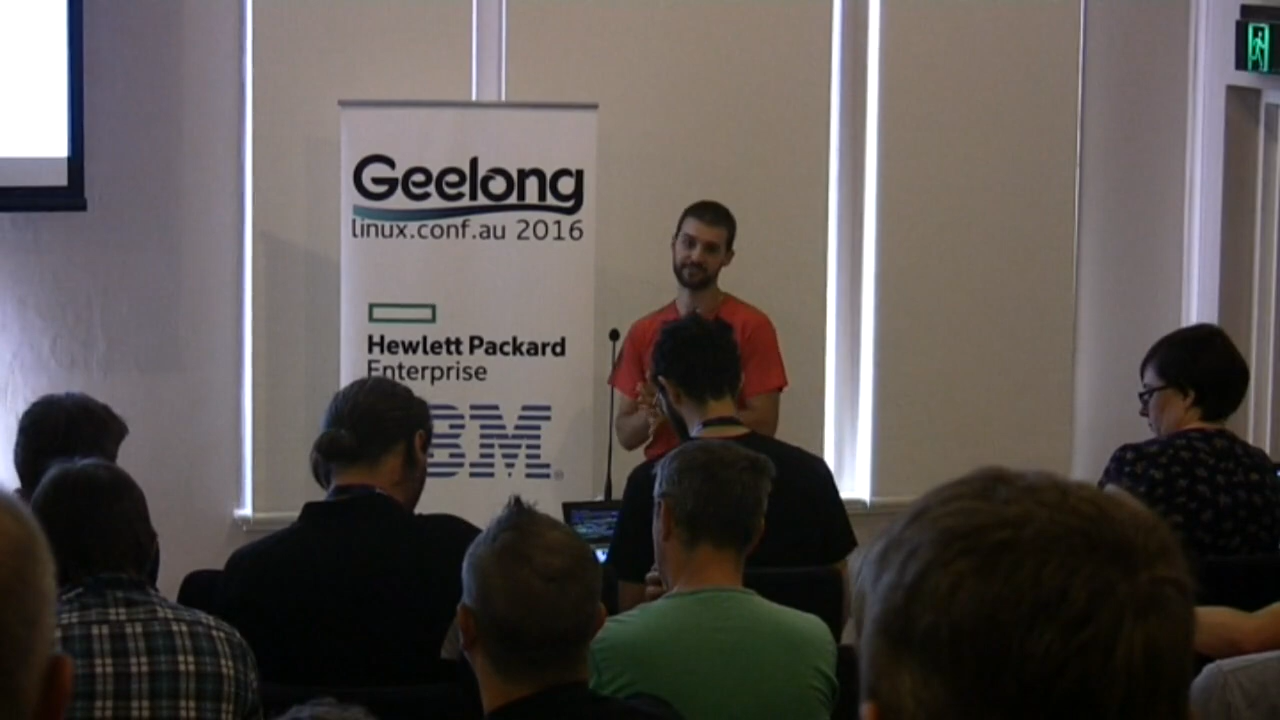 Geelong
linux.conf.au 2016
Hewlett Packard
Enterprise
IBM